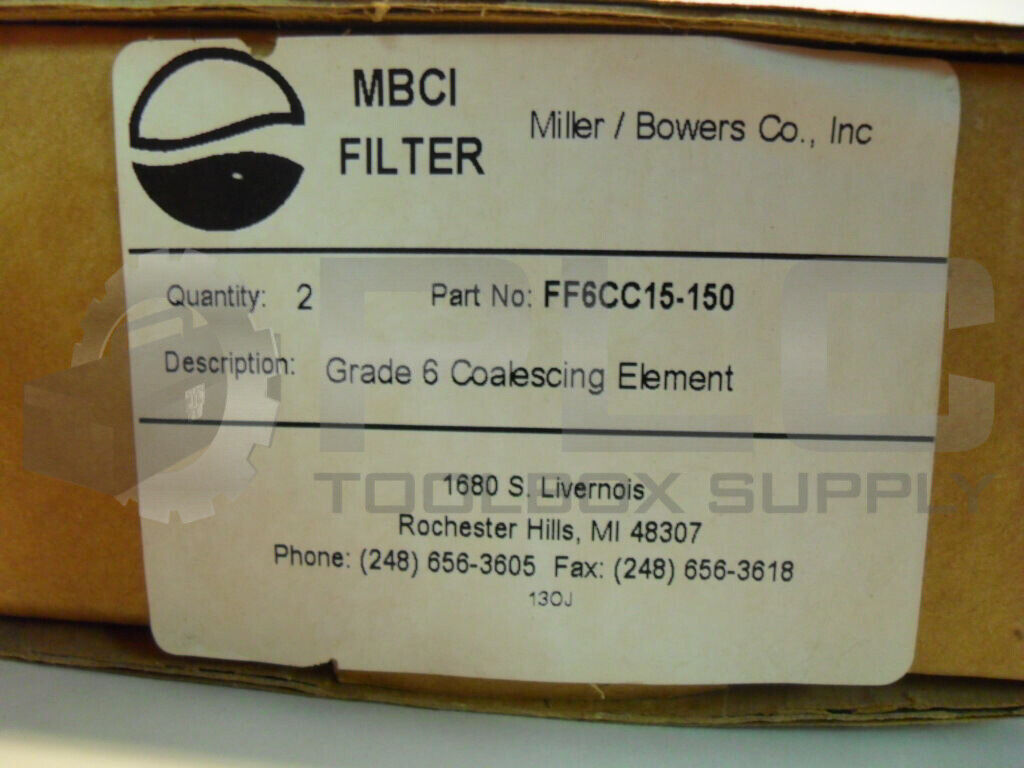 MBCI
FILTER
Miller / Bowers Co., Inc
Quantity: 2 Part No: FF6CC15-150
Description: Grade 6 Coalescing Element
1680 S. Livernois
Rochester Hills, MI 48307
Phone: (248) 656-3605 Fax: (248) 656-3618
13OJ
PLC
TOOLBOX SUPPLY